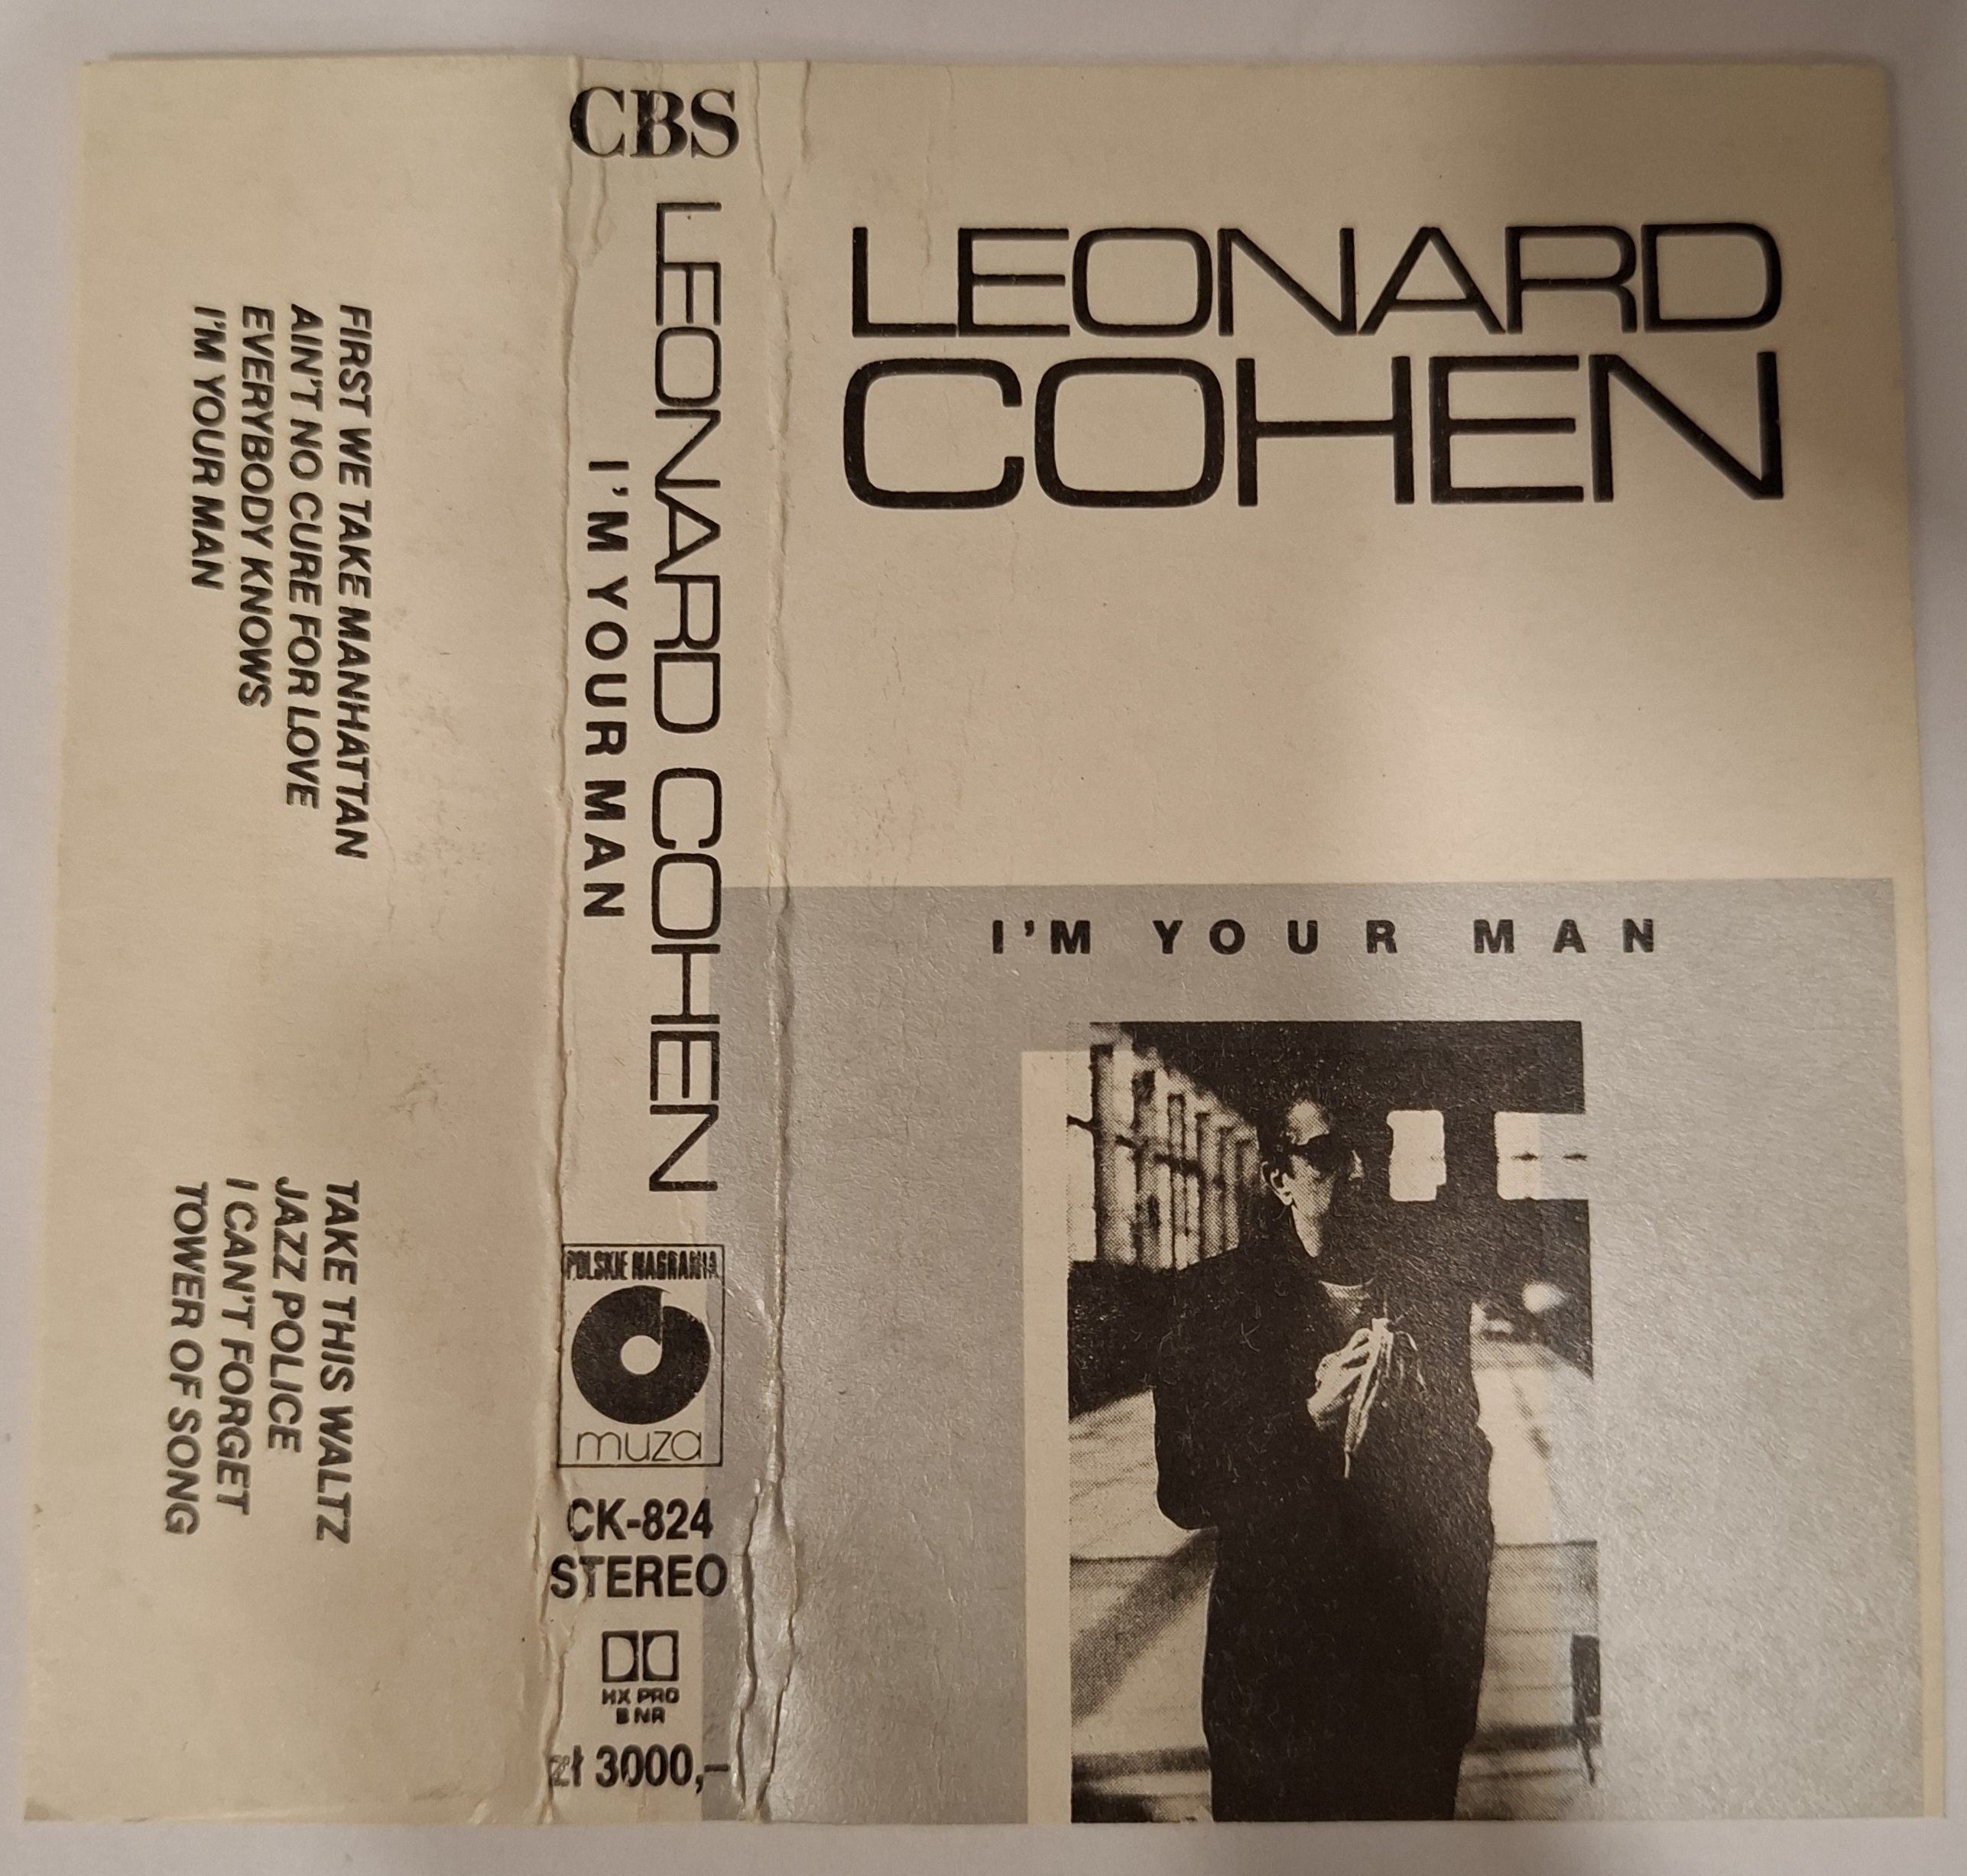 LEONARD
COHEN
I'M YOUR MAN
CBS
LEONARD COHEN
I'M YOUR MAN
POLSKIE NAGRANIA
muza
CK-824
STEREO
HX PRO
B NR
zł 3000,-
FIRST WE TAKE MANHATTAN
AIN'T NO CURE FOR LOVE
EVERYBODY KNOWS
I'M YOUR MAN
TAKE THIS WALTZ
JAZZ POLICE
I CAN'T FORGET
TOWER OF SONG